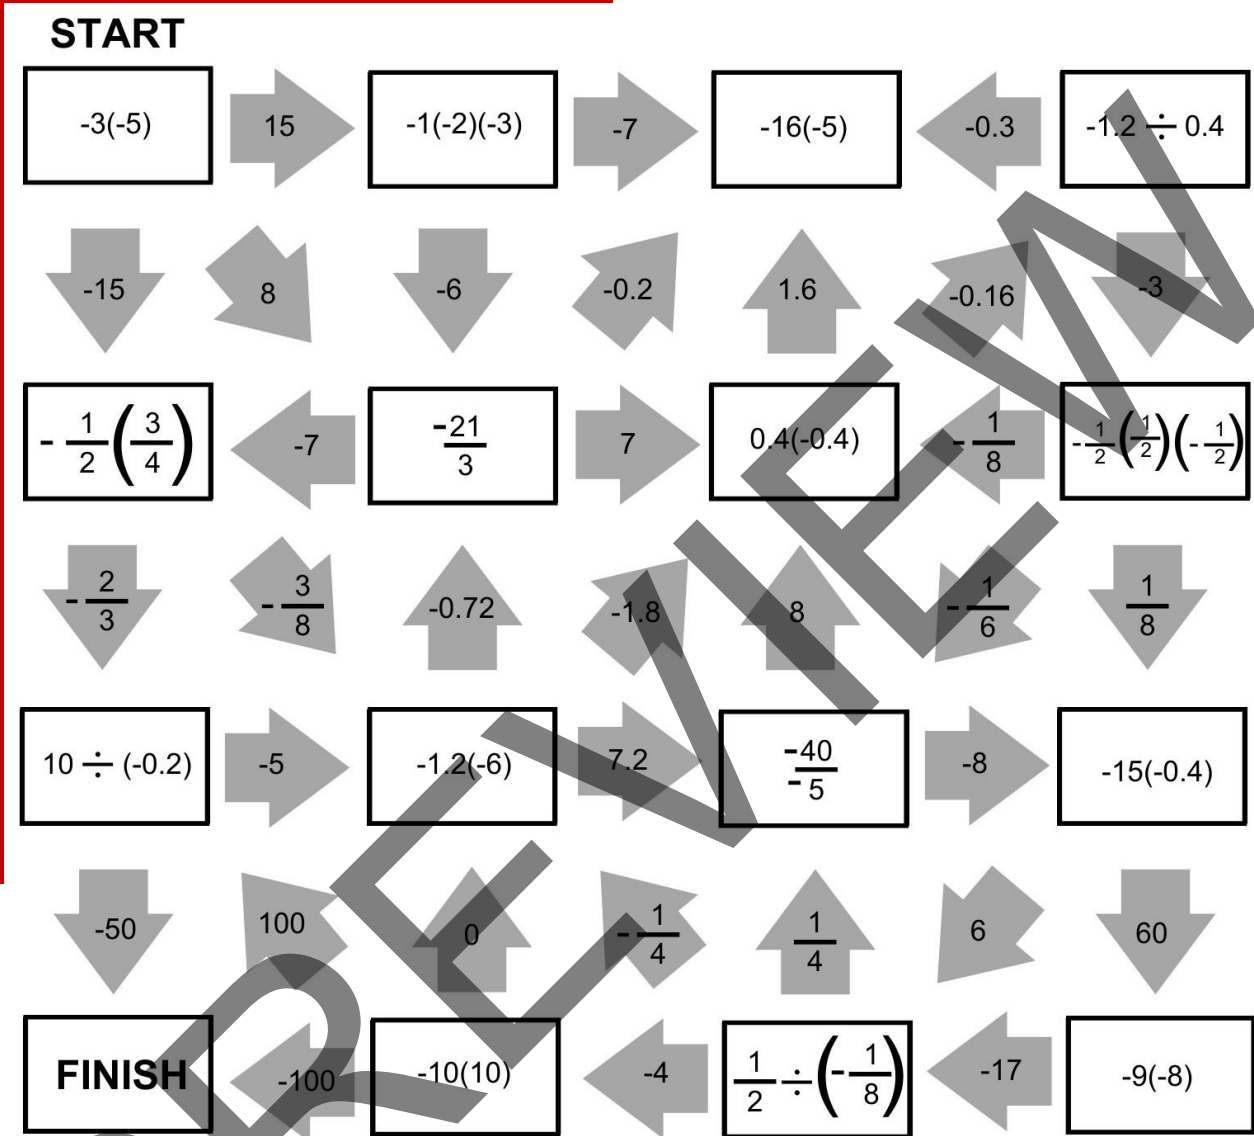 START
-3(-5) 15 -1(-2)(-3) -7 -16(-5) -0.3 -1.2 ÷ 0.4
-15 8 -6 -0.2 1.6 -0.16 -3
-1/2(3/4) -7 -21/3 7 0.4(-0.4) -1/8 -1/2(1/2)(-1/2)
-2/3 -3/8 -0.72 -1.8 8 -1/6 1/8
10 ÷ (-0.2) -5 -1.2(-6) 7.2 -40/-5 -8 -15(-0.4)
-50 100 0 -1/4 1/4 6 60
FINISH -100 -10(10) -4 1/2÷(-1/8) -17 -9(-8)
REVIEW